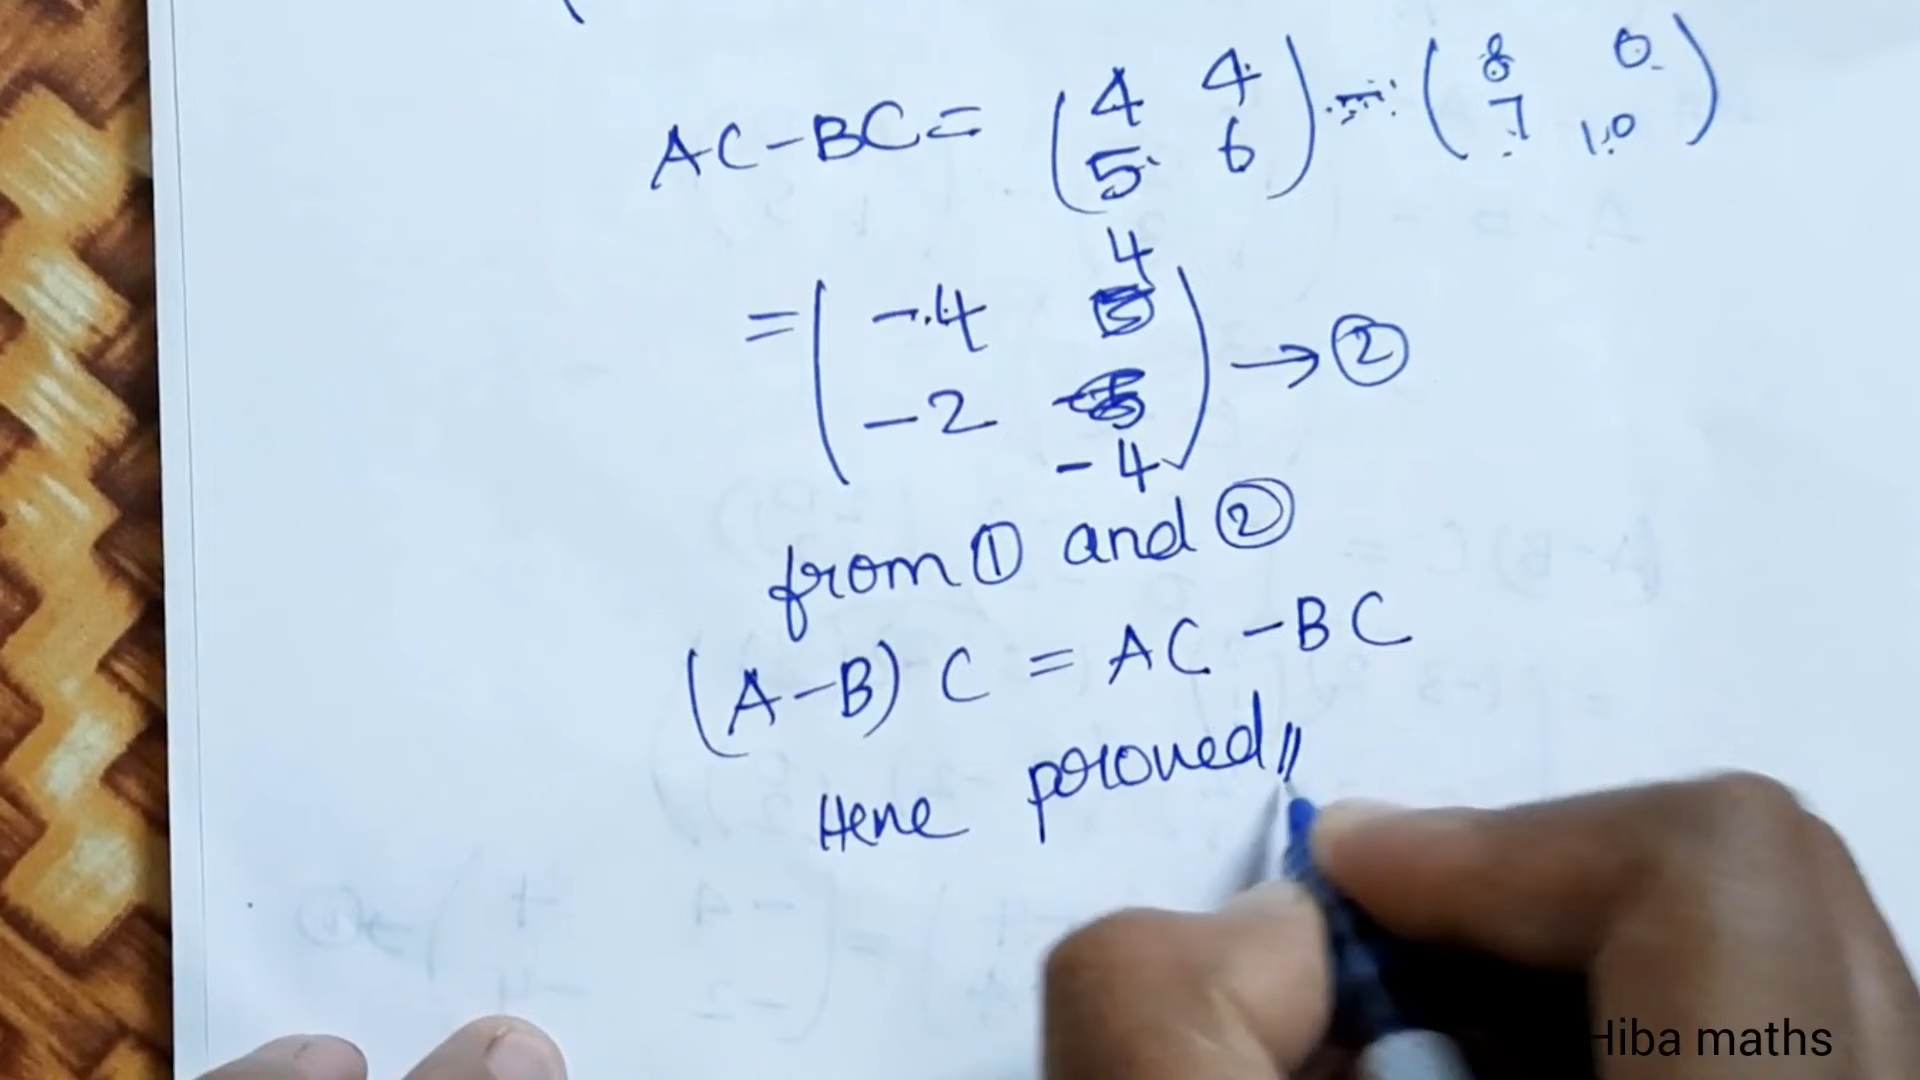 AC-BC= (4 4 5 6) - (8 0 7 10)
= (-4 4 -2 -4) → ②
from ① and ②
(A-B) C = AC -BC
Hene proved//
Hiba maths